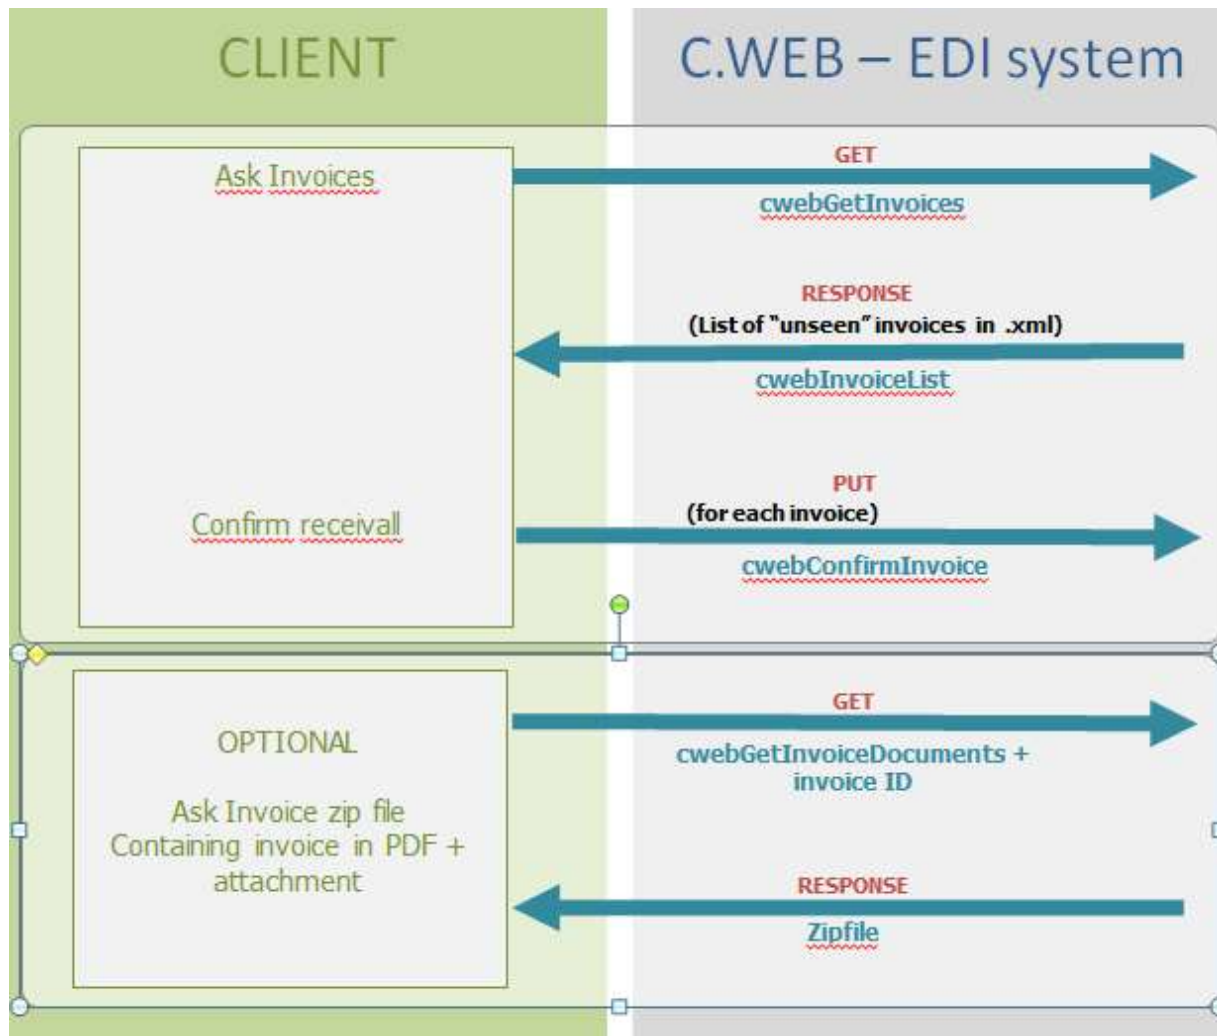 CLIENT
C.WEB – EDI system
Ask Invoices
GET
cwebGetInvoices
RESPONSE
(List of “unseen” invoices in .xml)
cwebInvoiceList
Confirm receivall
PUT
(for each invoice)
cwebConfirmInvoice
OPTIONAL
Ask Invoice zip file
Containing invoice in PDF +
attachment
GET
cwebGetInvoiceDocuments +
invoice ID
RESPONSE
Zipfile